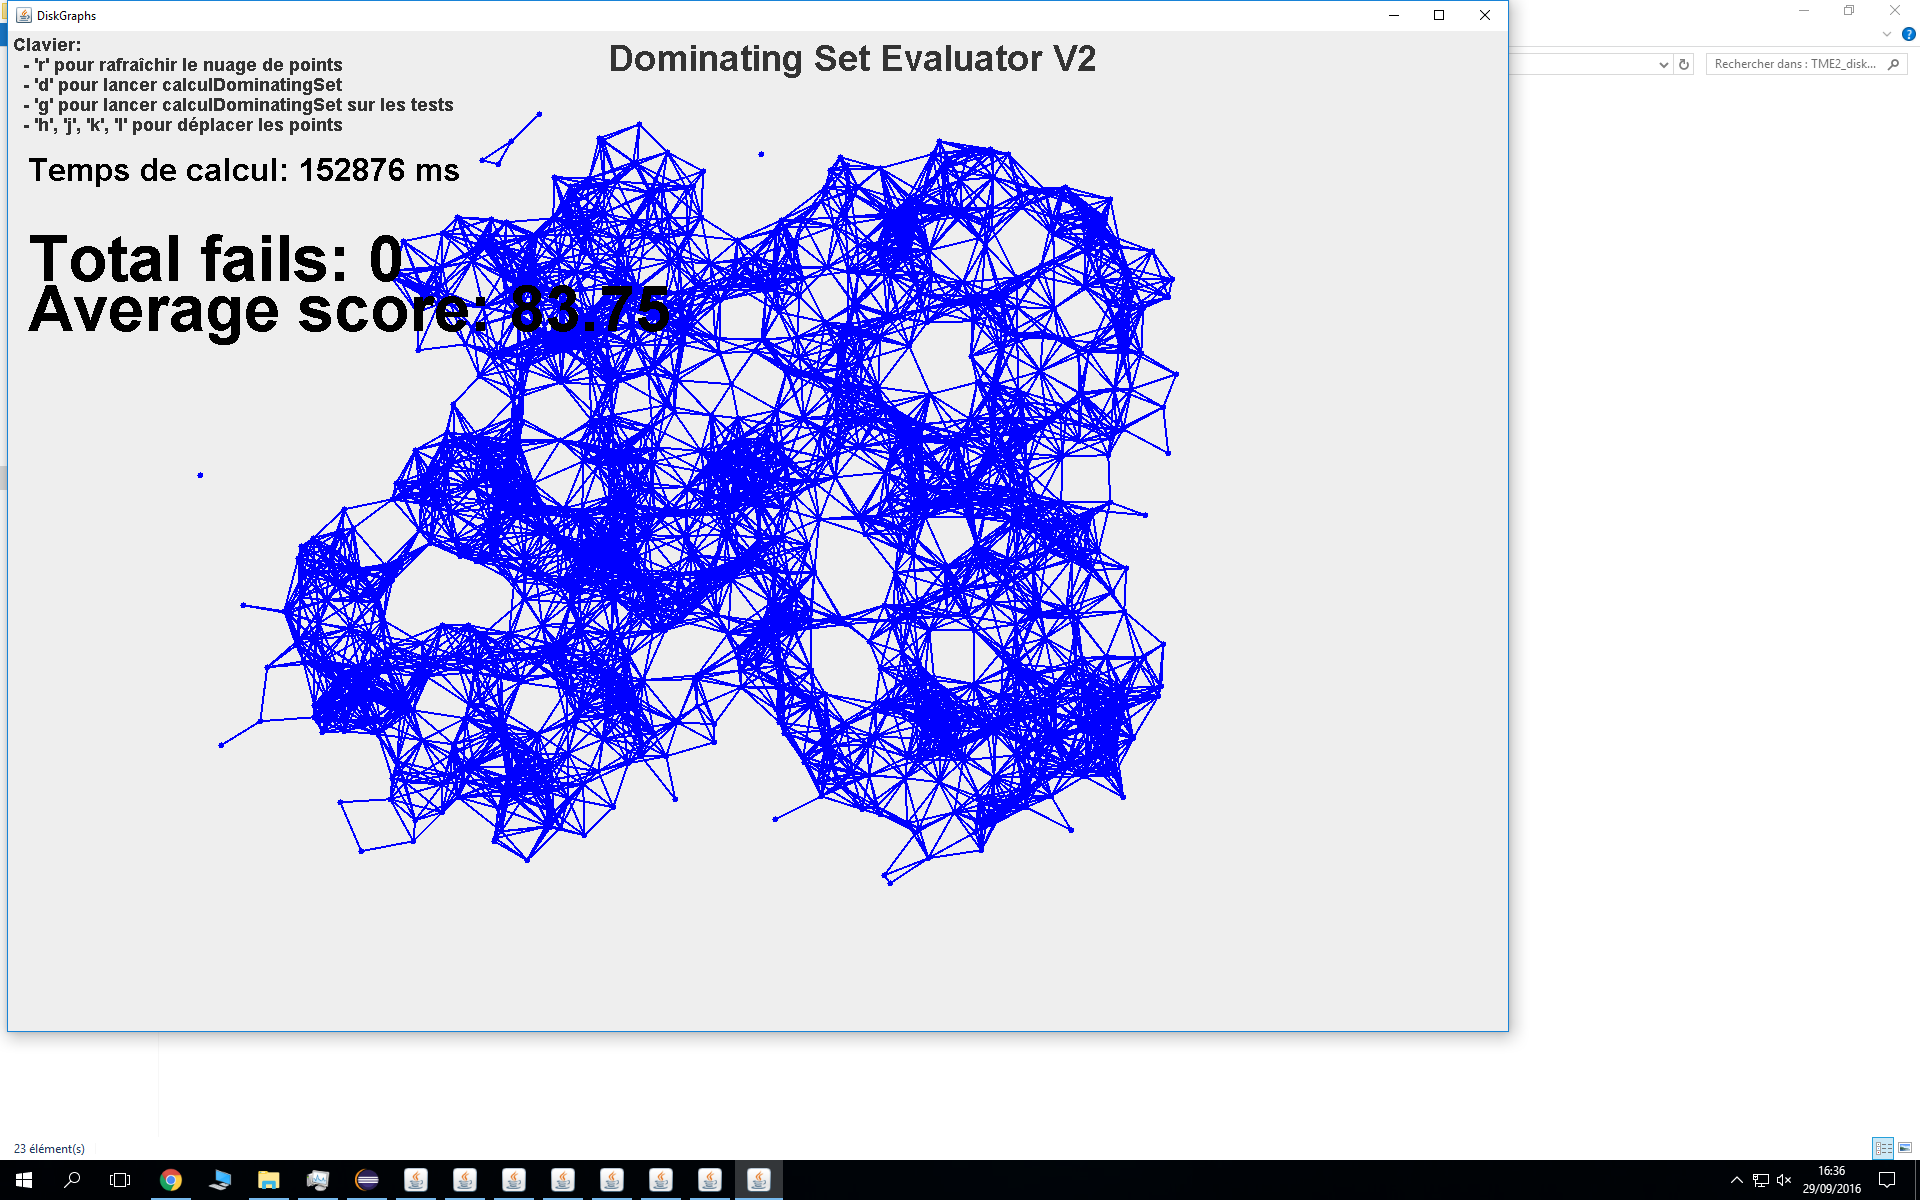 DiskGraphs
Clavier:
- 'r' pour rafraichir le nuage de points
- 'd' pour lancer calculDominatingSet
- 'g' pour lancer calculDominatingSet sur les tests
- 'h', 'j', 'k', 'l' pour déplacer les points
Dominating Set Evaluator V2
Temps de calcul: 152876 ms
Total fails: 0
Average score: 83.75
Rechercher dans : TME2_disk...
23 élément(s)
16:36
29/09/2016